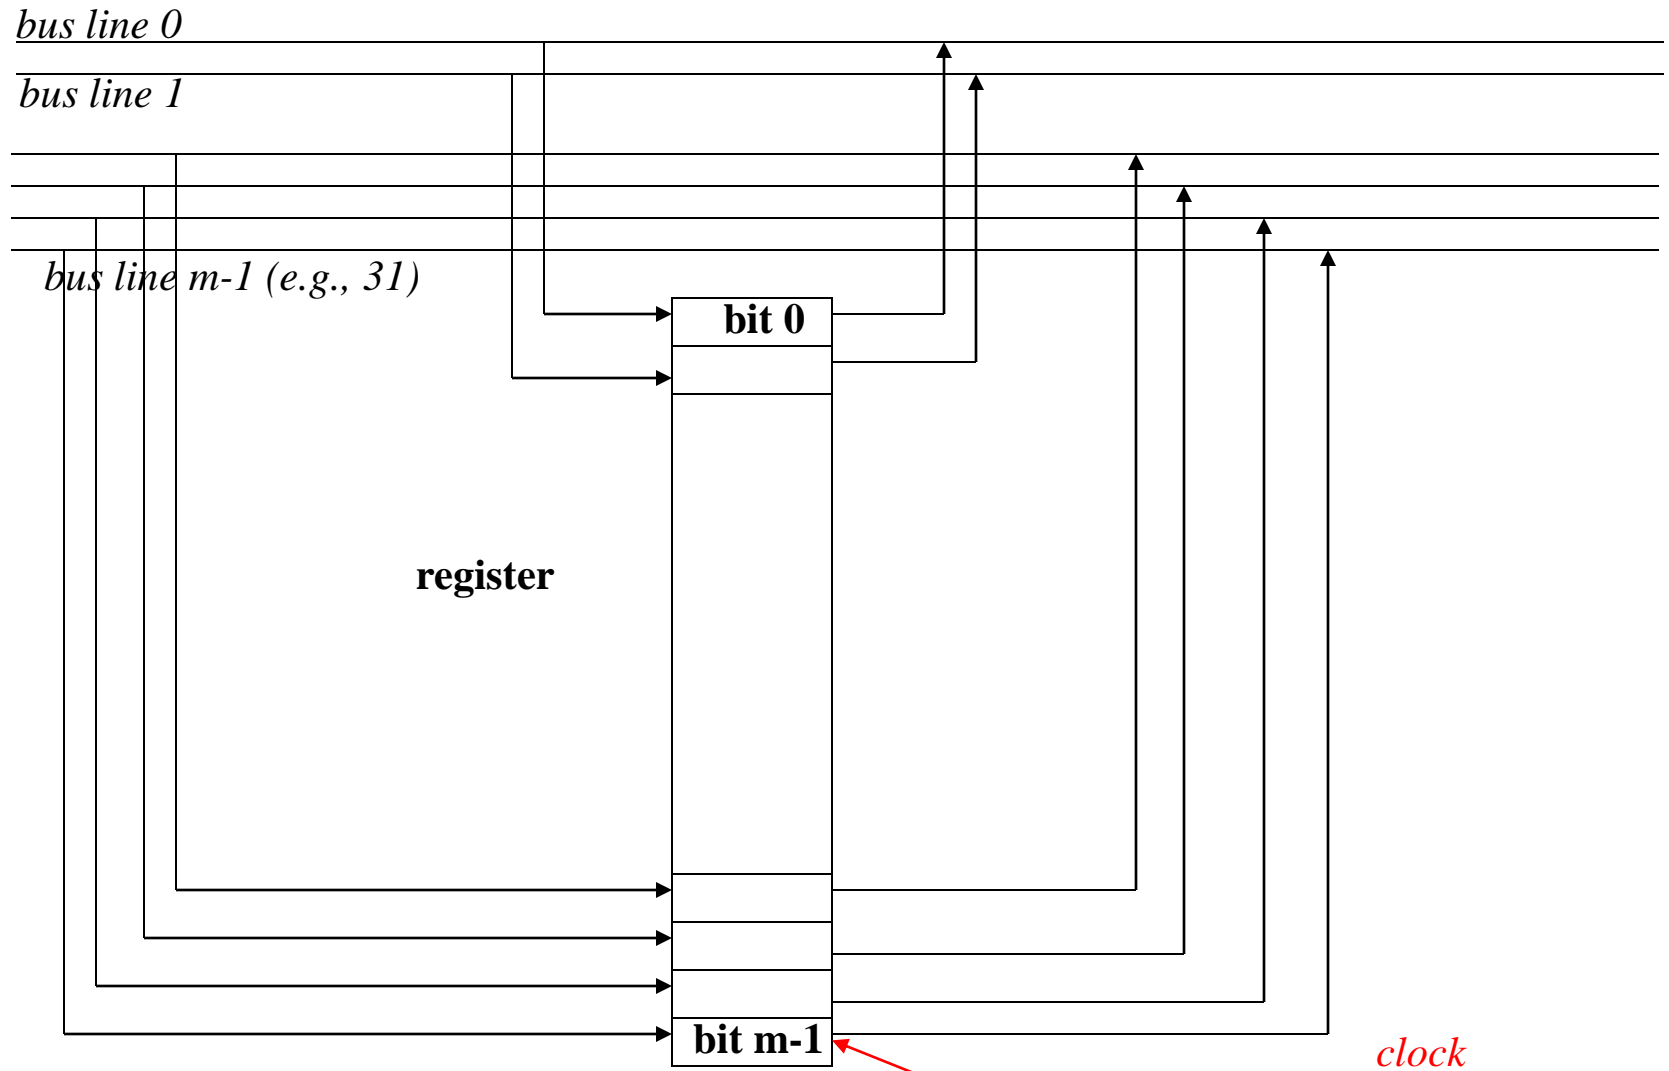 bus line 0
bus line 1
bus line m-1 (e.g., 31)
bit 0
register
bit m-1
clock